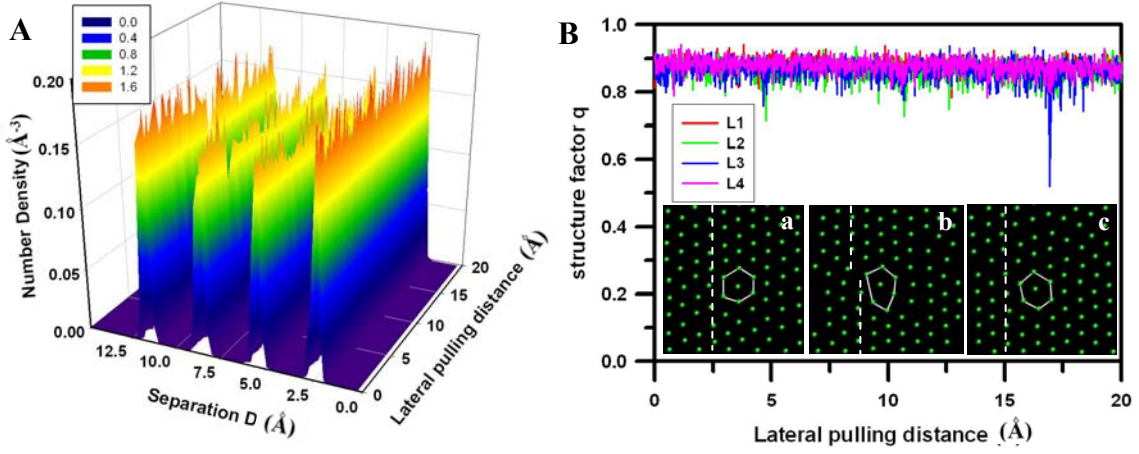 A
0.0
0.4
0.8
1.2
1.6
0.20
0.15
0.10
0.05
0.00
Number Density (Å⁻³)
12.5
10.0
7.5
5.0
2.5
0.0
Separation D (Å)
0
5
10
15
20
Lateral pulling distance (Å)
B
1.0
0.8
0.6
0.4
0.2
0.0
structure factor q
L1
L2
L3
L4
a
b
c
0
5
10
15
20
Lateral pulling distance (Å)